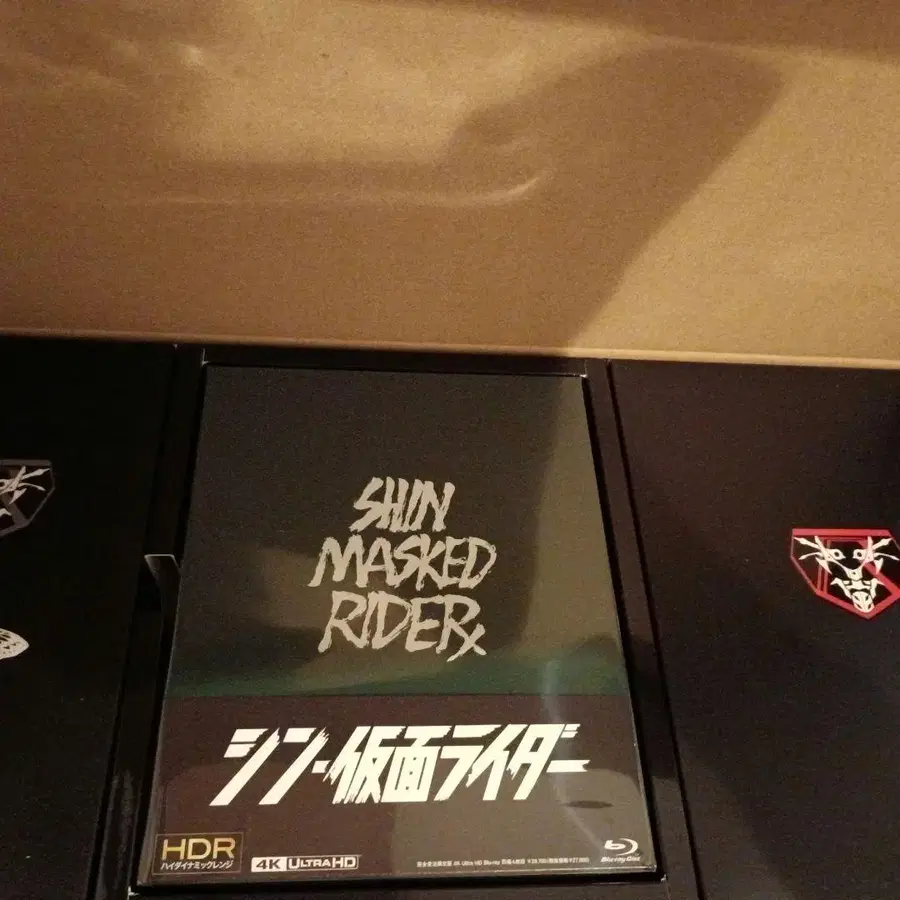 SHIN
MASKED
RIDER
シン・仮面ライダー
HDR
ハイダイナミックレンジ
4K ULTRA HD
Blu-ray Disc